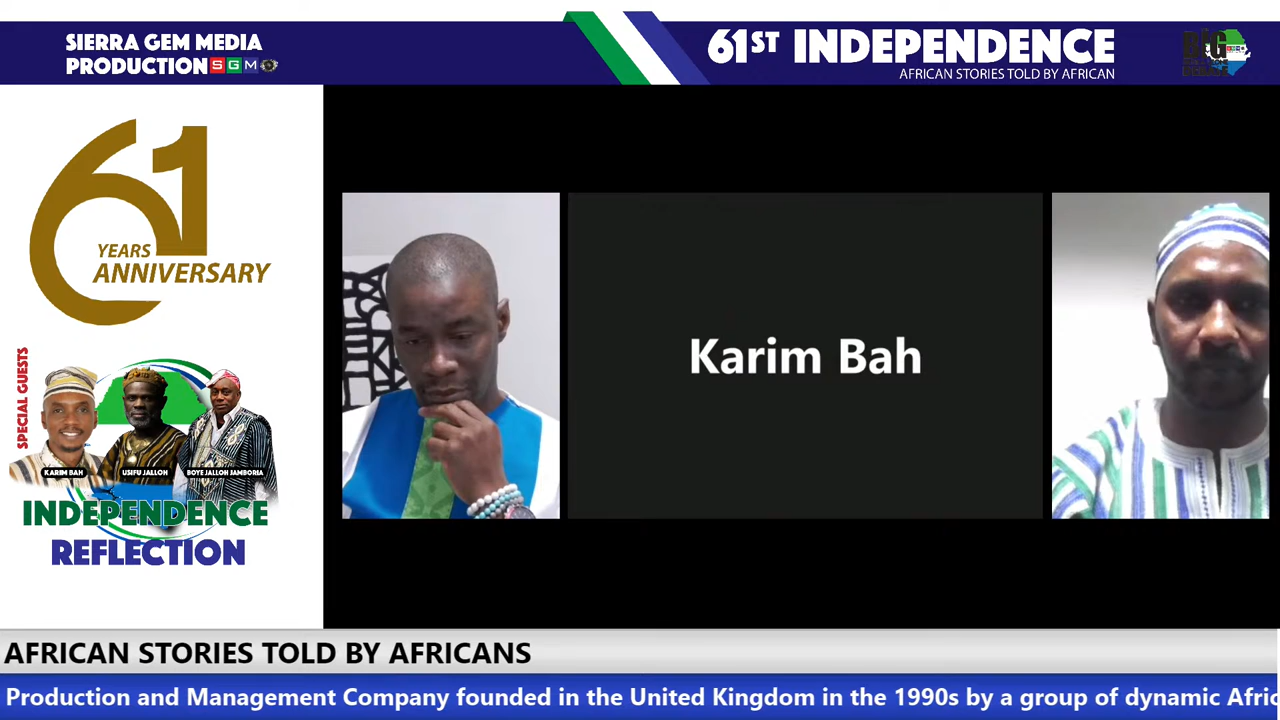 SIERRA GEM MEDIA
PRODUCTION SGM
61ST INDEPENDENCE
AFRICAN STORIES TOLD BY AFRICAN
BIG
61
YEARS
ANNIVERSARY
SPECIAL GUESTS
KARIM BAH
USIFU JALLOH
BOYE JALLOH JAMBORIA
INDEPENDENCE
REFLECTION
Karim Bah
AFRICAN STORIES TOLD BY AFRICANS
Production and Management Company founded in the United Kingdom in the 1990s by a group of dynamic Afric